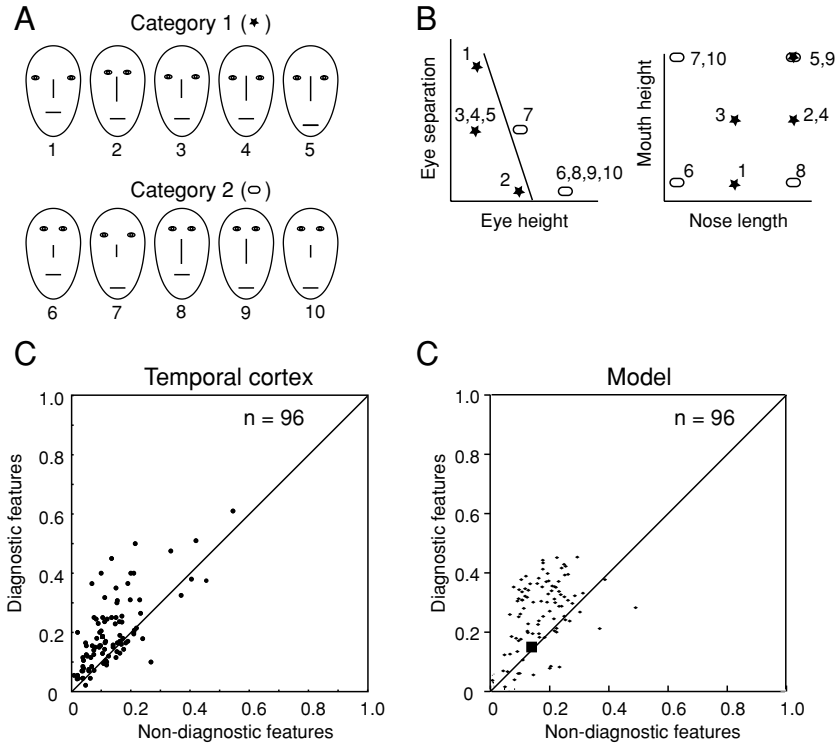 A
Category 1 (★)
1 2 3 4 5
Category 2 (⬯)
6 7 8 9 10
B
Eye separation
1
3,4,5
7
2
6,8,9,10
Eye height
Mouth height
7,10
5,9
3
2,4
6
1
8
Nose length
C
Temporal cortex
n = 96
Diagnostic features
1.0
0.8
0.6
0.4
0.2
0
0 0.2 0.4 0.6 0.8 1.0
Non-diagnostic features
C
Model
n = 96
Diagnostic features
1.0
0.8
0.6
0.4
0.2
0
0 0.2 0.4 0.6 0.8 1.0
Non-diagnostic features